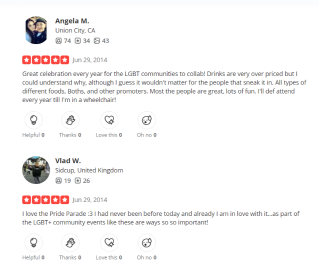 Angela M.
Union City, CA
74 34 43
Jun 29, 2014
Great celebration every year for the LGBT communities to collab! Drinks are very over priced but I
could understand why, although I guess it wouldn't matter for the people that sneak it in. All types of
different foods, Boths, and other promoters. Most the people are great, lots of fun. I'll def attend
every year till I'm in a wheelchair!
Helpful 0 Thanks 0 Love this 0 Oh no 0
Vlad W.
Sidcup, United Kingdom
19 26
Jun 29, 2014
I love the Pride Parade :3 I had never been before today and already I am in love with it...as part of
the LGBT+ community events like these are ways so so important!
Helpful 0 Thanks 0 Love this 0 Oh no 0